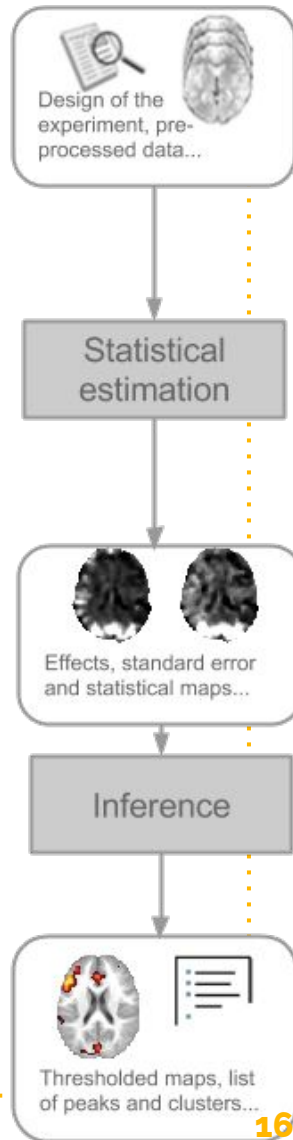 Design of the
experiment, pre-
processed data...
Statistical
estimation
Effects, standard error
and statistical maps...
Inference
Thresholded maps, list
of peaks and clusters...
16